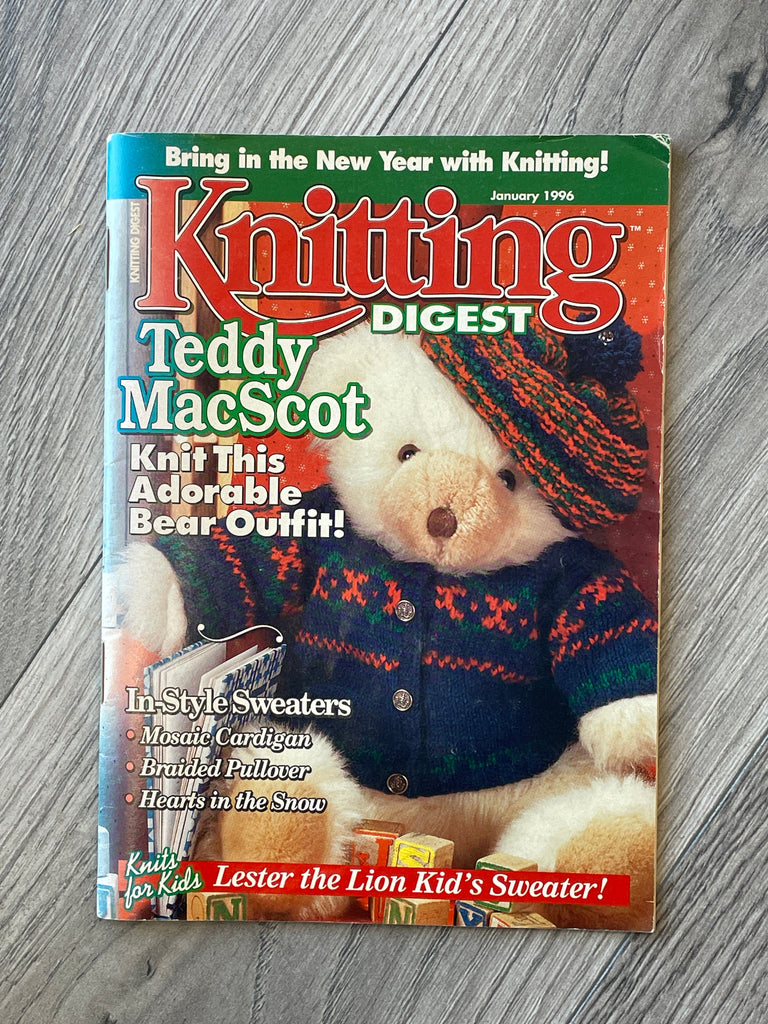 Bring in the New Year with Knitting!
January 1996
KNITTING DIGEST
Knitting™
DIGEST
Teddy
MacScot
Knit This
Adorable
Bear Outfit!
In-Style Sweaters
• Mosaic Cardigan
• Braided Pullover
• Hearts in the Snow
Knits
for Kids
Lester the Lion Kid's Sweater!
N
N